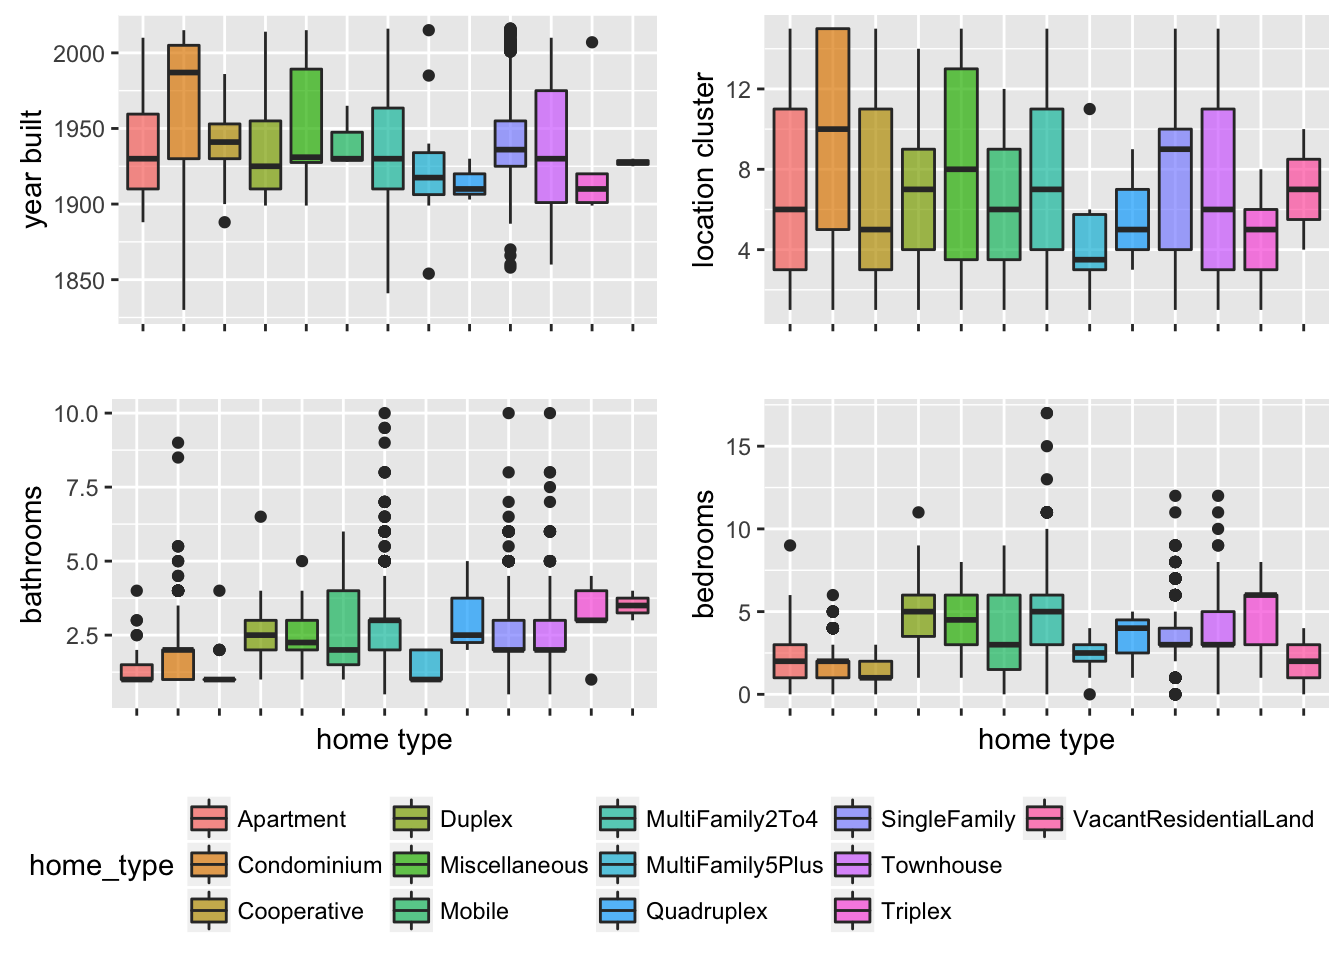 year built
2000
1950
1900
1850
location cluster
12
8
4
bathrooms
10.0
7.5
5.0
2.5
home type
bedrooms
15
10
5
0
home type
home_type
Apartment
Condominium
Cooperative
Duplex
Miscellaneous
Mobile
MultiFamily2To4
MultiFamily5Plus
Quadruplex
SingleFamily
Townhouse
Triplex
VacantResidentialLand